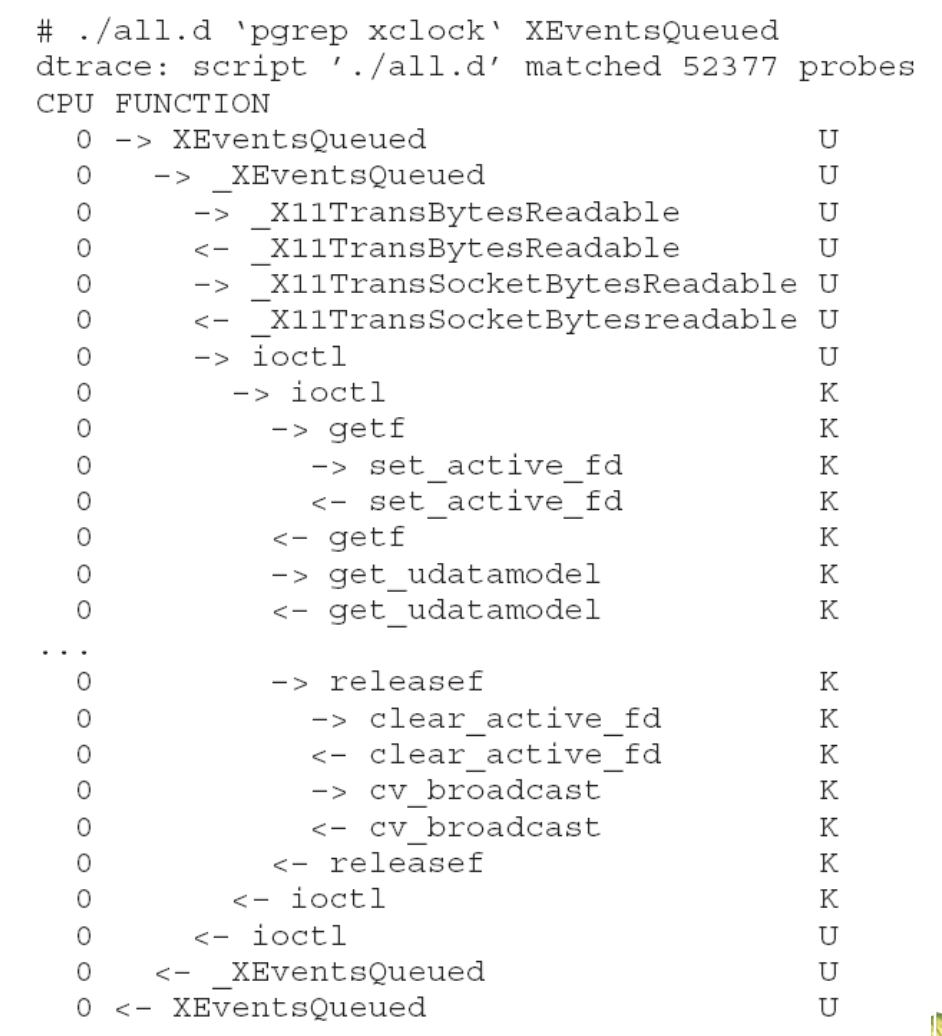 # ./all.d ‘pgrep xclock‘ XEventsQueued
dtrace: script ’./all.d’ matched 52377 probes
CPU FUNCTION
  0 -> XEventsQueued                    U
  0   -> _XEventsQueued                 U
  0     -> _X11TransBytesReadable       U
  0     <- _X11TransBytesReadable       U
  0     -> _X11TransSocketBytesReadable U
  0     <- _X11TransSocketBytesreadable U
  0     -> ioctl                        U
  0       -> ioctl                      K
  0         -> getf                     K
  0           -> set_active_fd          K
  0           <- set_active_fd          K
  0         <- getf                     K
  0         -> get_udatamodel           K
  0         <- get_udatamodel           K
...
  0         -> releasef                 K
  0           -> clear_active_fd        K
  0           <- clear_active_fd        K
  0           -> cv_broadcast           K
  0           <- cv_broadcast           K
  0         <- releasef                 K
  0       <- ioctl                      K
  0     <- ioctl                        U
  0   <- _XEventsQueued                 U
  0 <- XEventsQueued                    U